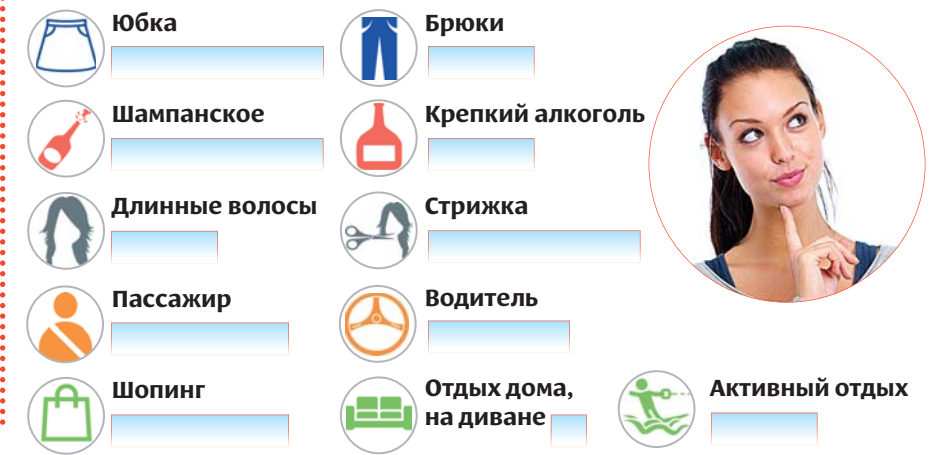 Юбка
Брюки
Шампанское
Крепкий алкоголь
Длинные волосы
Стрижка
Пассажир
Водитель
Шопинг
Отдых дома,
на диване
Активный отдых